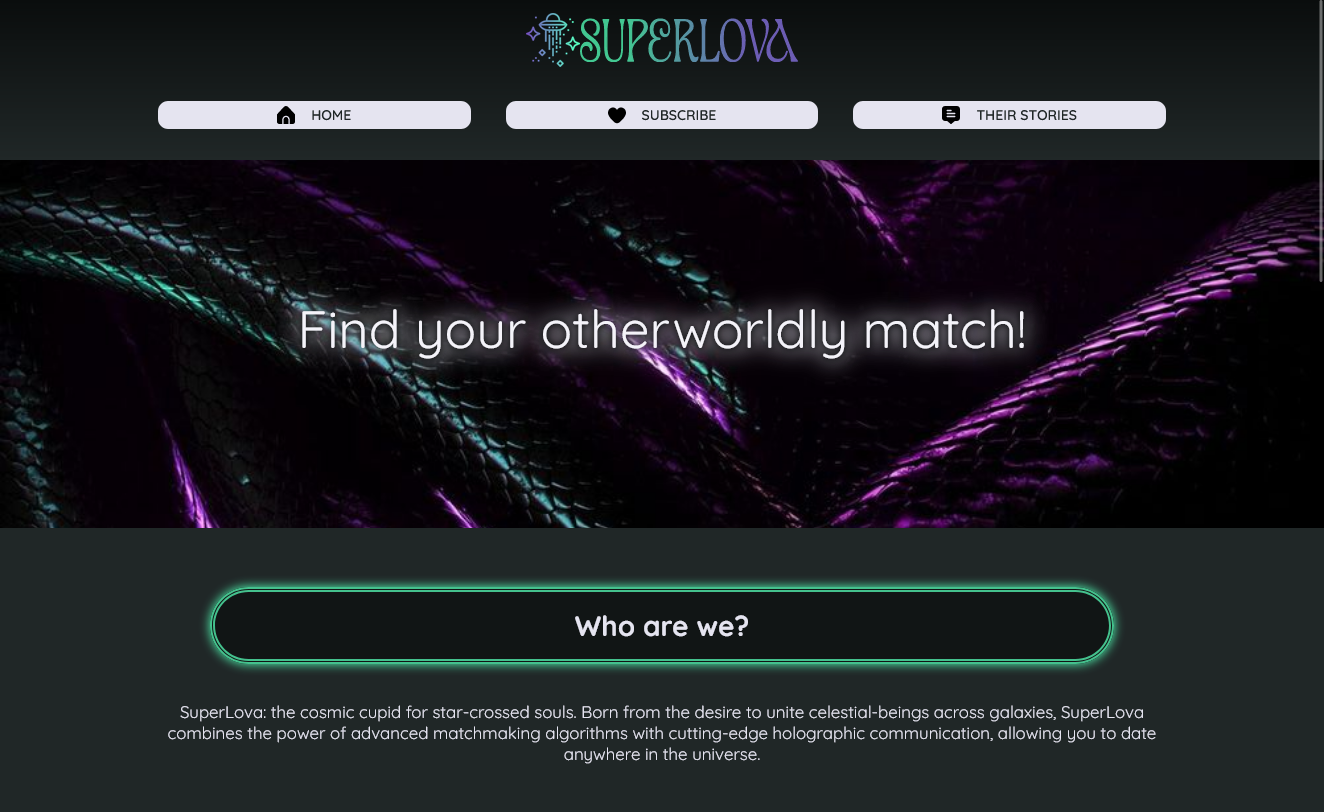 SUPERLOVA
HOME
SUBSCRIBE
THEIR STORIES
Find your otherworldly match!
Who are we?
SuperLova: the cosmic cupid for star-crossed souls. Born from the desire to unite celestial-beings across galaxies, SuperLova
combines the power of advanced matchmaking algorithms with cutting-edge holographic communication, allowing you to date
anywhere in the universe.